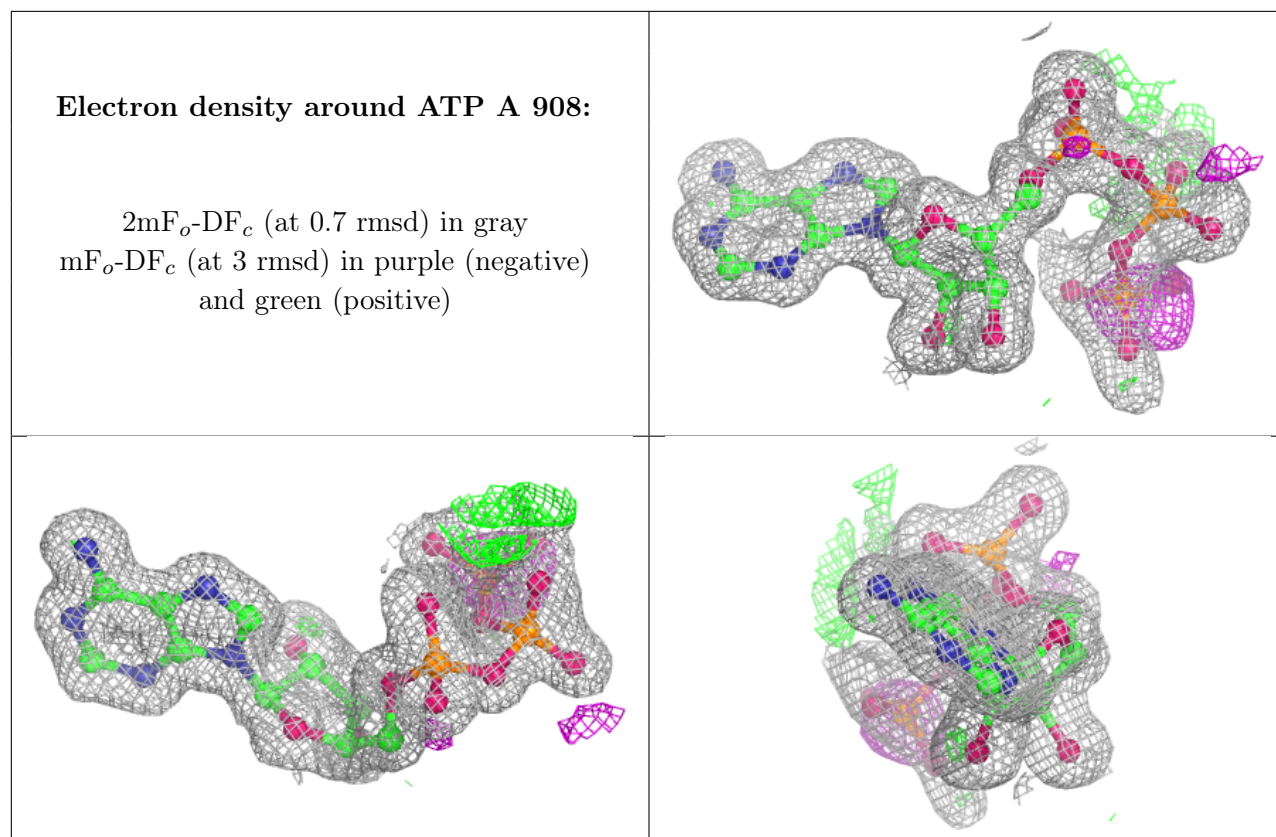 Electron density around ATP A 908:
2mFₒ-DF𝒸 (at 0.7 rmsd) in gray
mFₒ-DF𝒸 (at 3 rmsd) in purple (negative)
and green (positive)